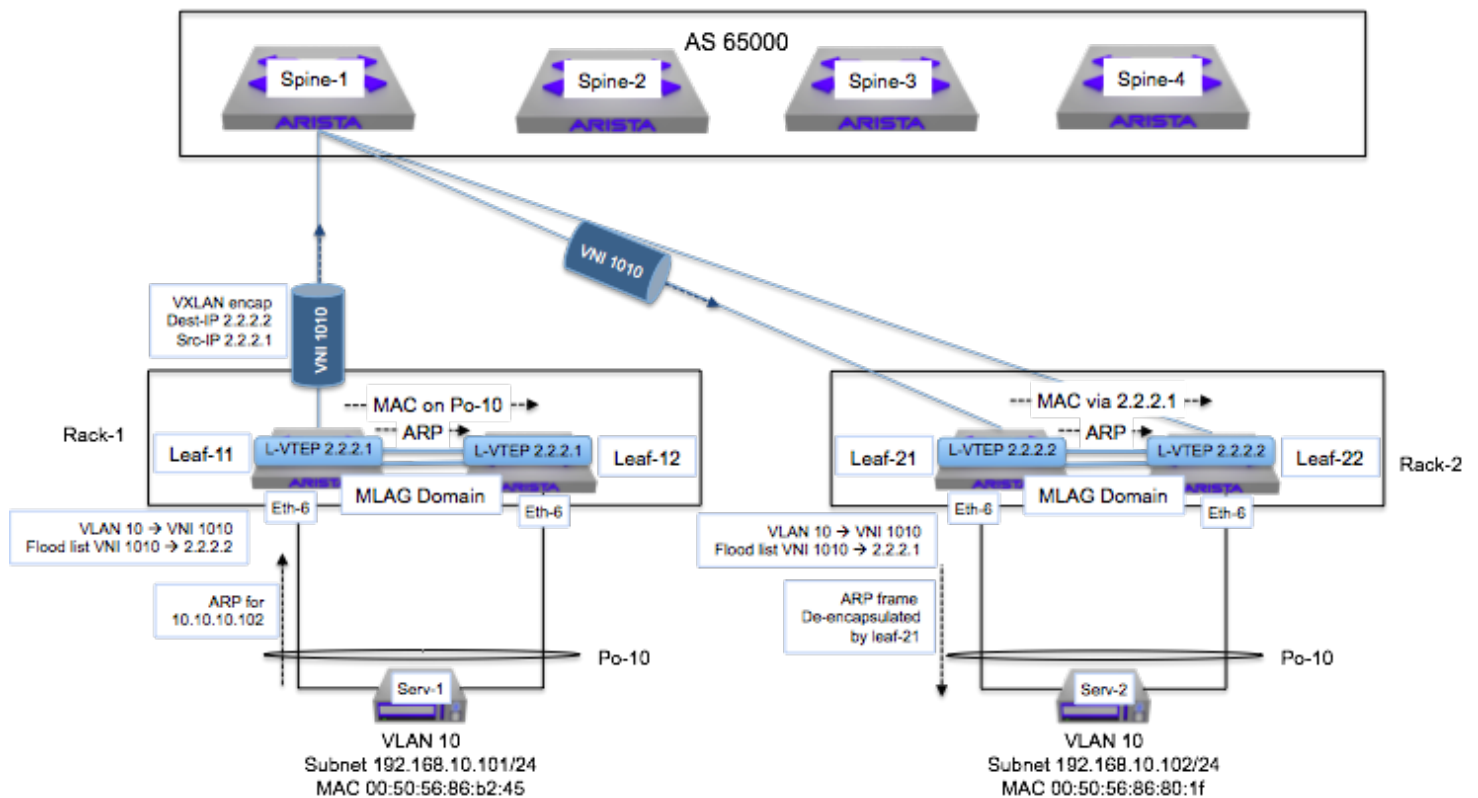 AS 65000
Spine-1
Spine-2
Spine-3
Spine-4
ARISTA
ARISTA
ARISTA
ARISTA
VNI 1010
VXLAN encap
Dest-IP 2.2.2.2
Src-IP 2.2.2.1
VNI 1010
Rack-1
MAC on Po-10
ARP
Leaf-11
L-VTEP 2.2.2.1
L-VTEP 2.2.2.1
Leaf-12
ARISTA
ARISTA
MLAG Domain
Eth-6
Eth-6
MAC via 2.2.2.1
ARP
Leaf-21
L-VTEP 2.2.2.2
L-VTEP 2.2.2.2
Leaf-22
Rack-2
ARISTA
ARISTA
MLAG Domain
Eth-6
Eth-6
VLAN 10 → VNI 1010
Flood list VNI 1010 → 2.2.2.2
ARP for
10.10.10.102
VLAN 10 → VNI 1010
Flood list VNI 1010 → 2.2.2.1
ARP frame
De-encapsulated
by leaf-21
Po-10
Po-10
Serv-1
VLAN 10
Subnet 192.168.10.101/24
MAC 00:50:56:86:b2:45
Serv-2
VLAN 10
Subnet 192.168.10.102/24
MAC 00:50:56:86:80:1f